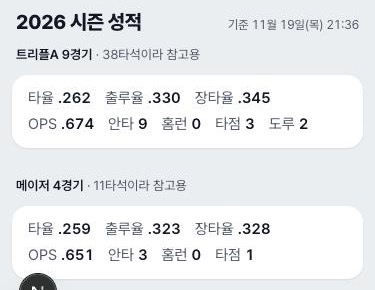 2026 시즌 성적
기준 11월 19일(목) 21:36
트리플A 9경기 · 38타석이라 참고용
타율 .262 출루율 .330 장타율 .345
OPS .674 안타 9 홈런 0 타점 3 도루 2
메이저 4경기 · 11타석이라 참고용
타율 .259 출루율 .323 장타율 .328
OPS .651 안타 3 홈런 0 타점 1